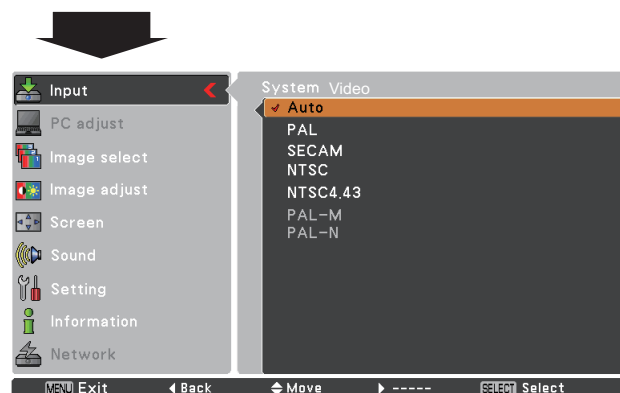 Input
PC adjust
Image select
Image adjust
Screen
Sound
Setting
Information
Network
System Video
Auto
PAL
SECAM
NTSC
NTSC4.43
PAL-M
PAL-N
MENU Exit Back Move ----- SELECT Select